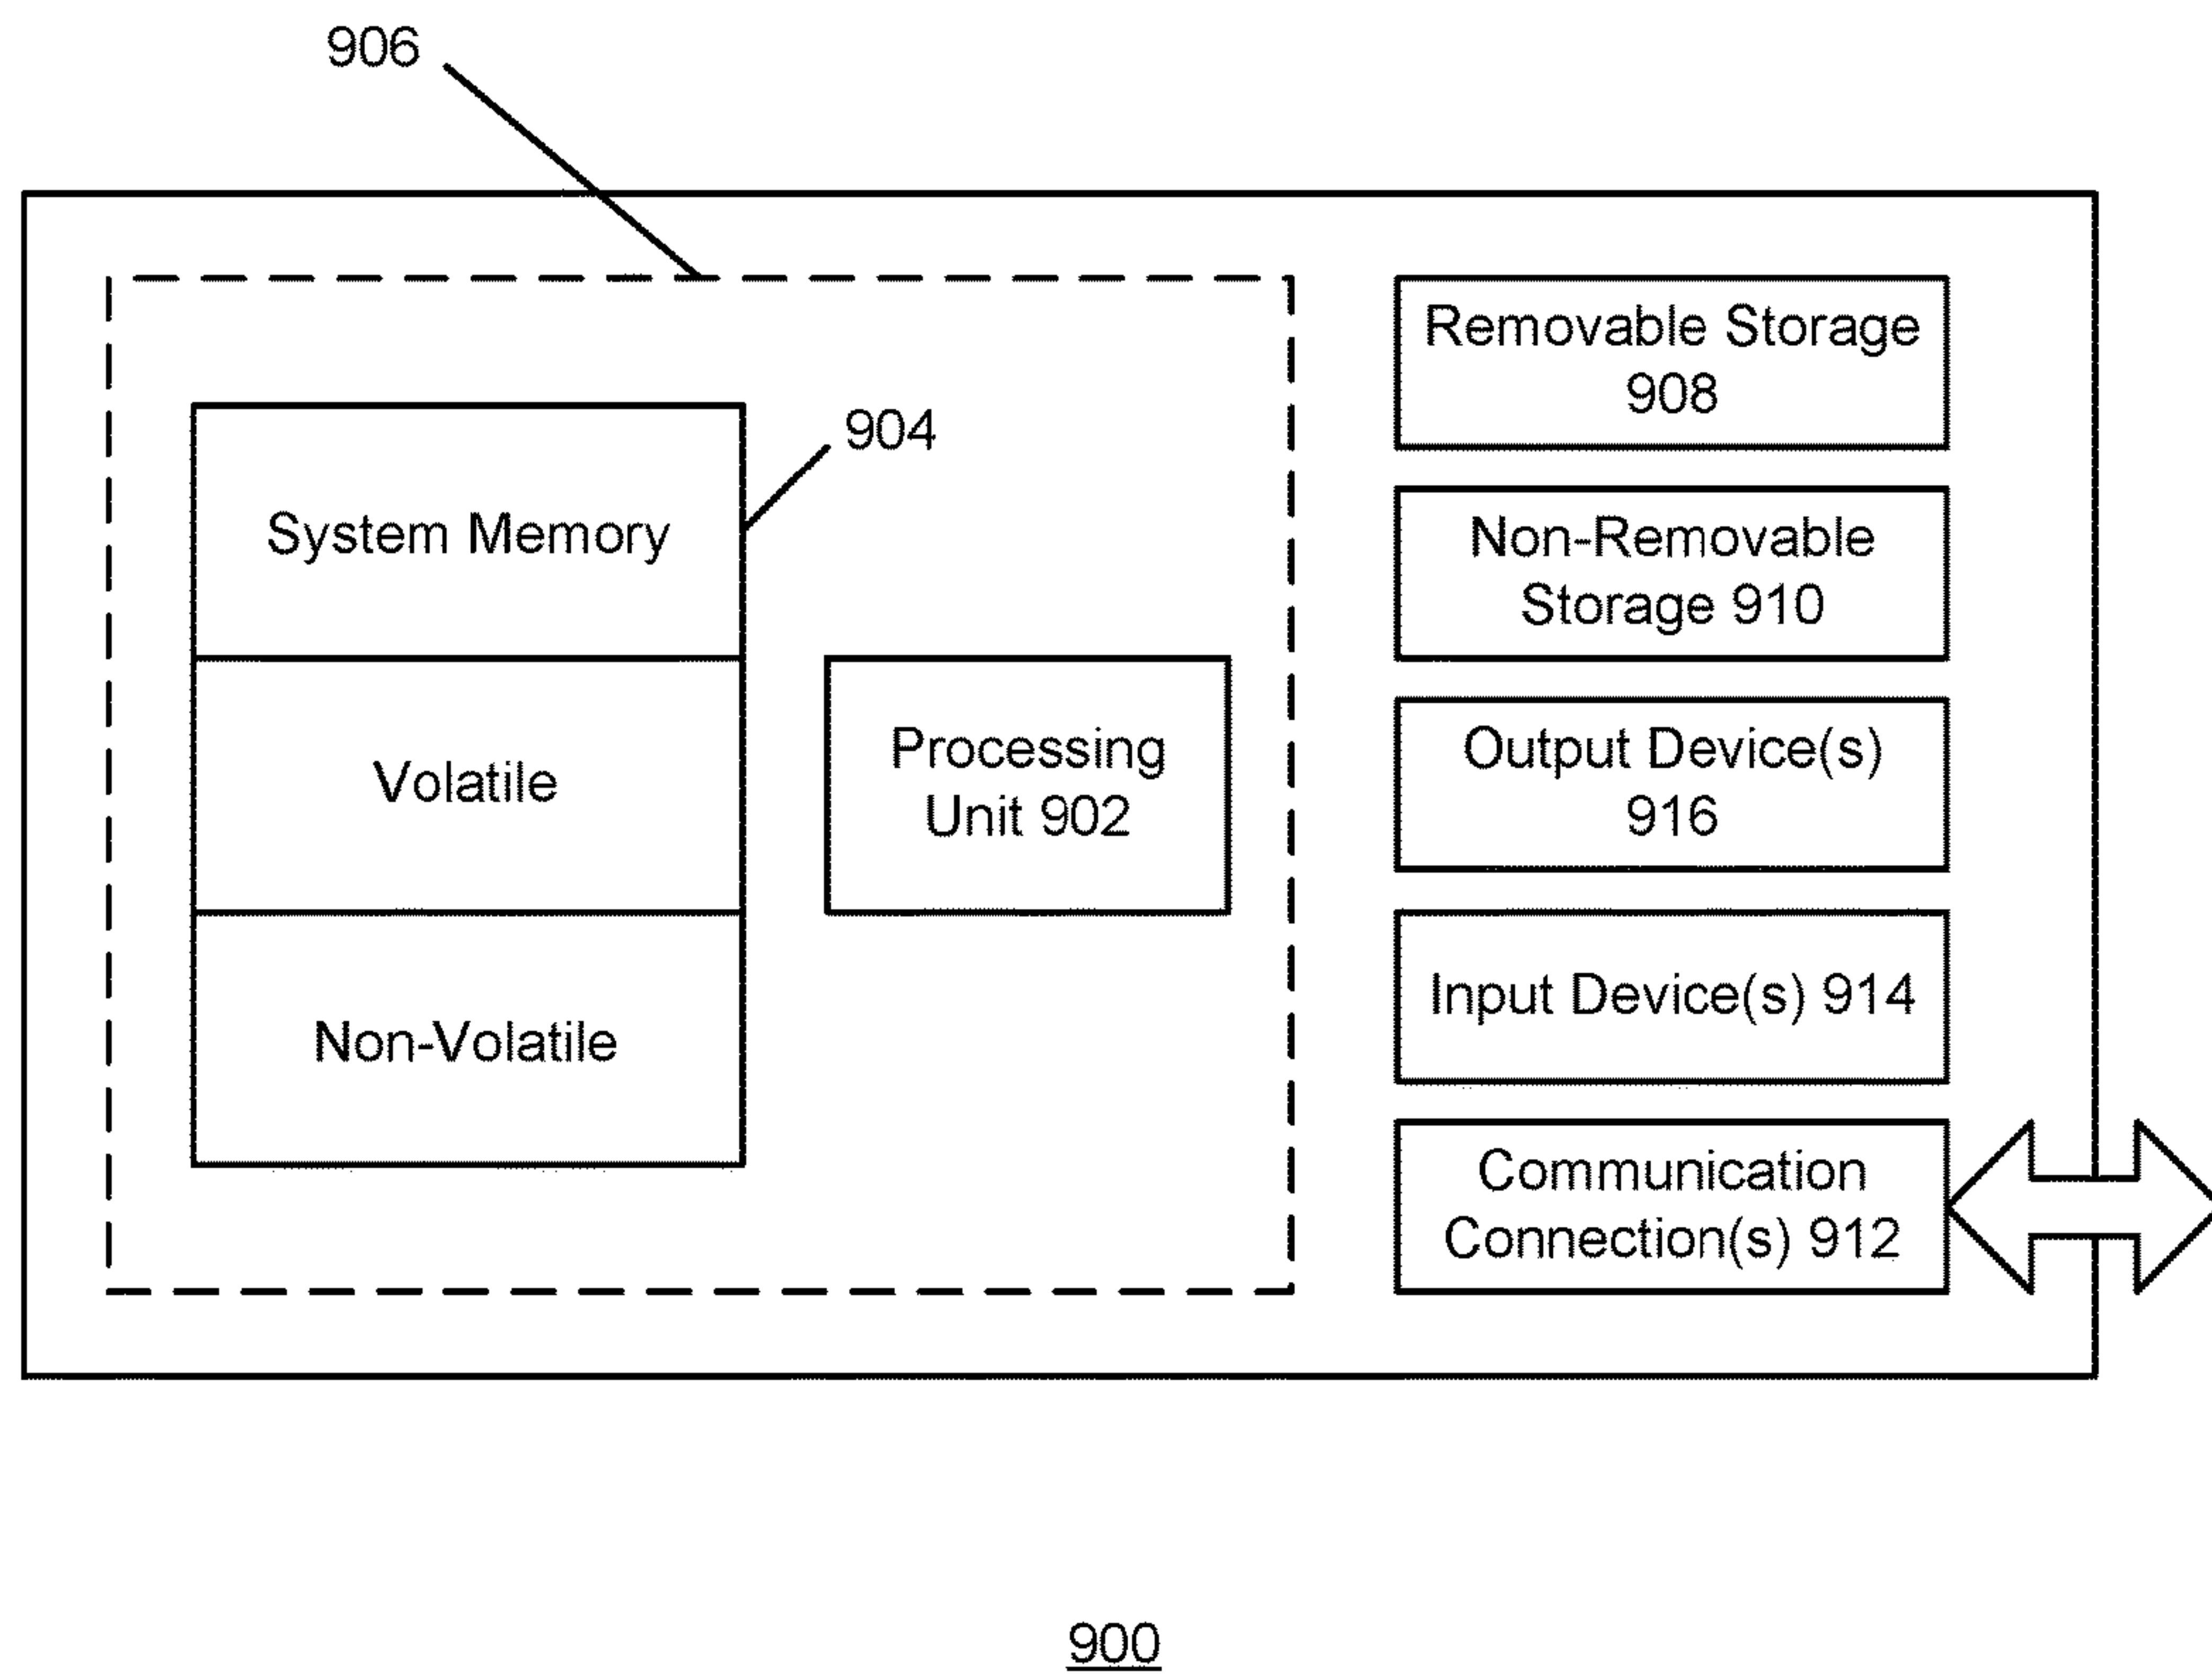 906
904
System Memory
Volatile
Non-Volatile
Processing
Unit 902
Removable Storage
908
Non-Removable
Storage 910
Output Device(s)
916
Input Device(s) 914
Communication
Connection(s) 912
900